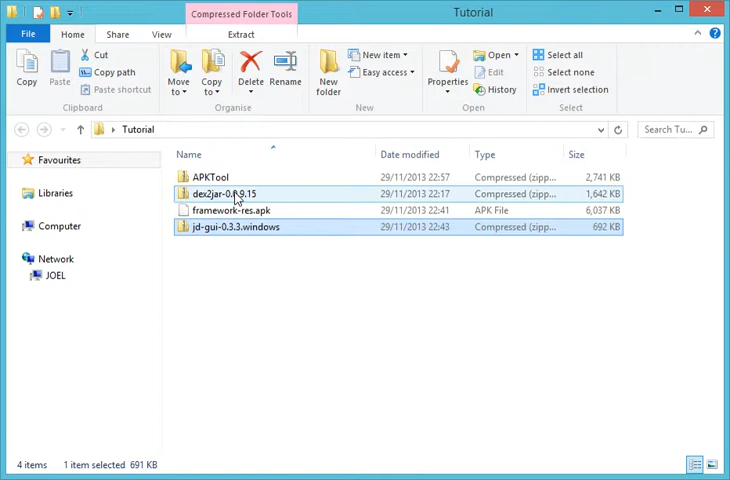 Compressed Folder Tools
Tutorial
File
Home
Share
View
Extract
Copy
Paste
Cut
Copy path
Paste shortcut
Clipboard
Move to
Copy to
Delete
Rename
Organise
New folder
New item
Easy access
New
Properties
Open
Edit
History
Open
Select all
Select none
Invert selection
Select
Tutorial
Search Tu...
Favourites
Libraries
Computer
Network
JOEL
Name Date modified Type Size
APKTool 29/11/2013 22:57 Compressed (zipp... 2,741 KB
dex2jar-0.0.9.15 29/11/2013 22:17 Compressed (zipp... 1,642 KB
framework-res.apk 29/11/2013 22:41 APK File 6,037 KB
jd-gui-0.3.3.windows 29/11/2013 22:43 Compressed (zipp... 692 KB
4 items 1 item selected 691 KB